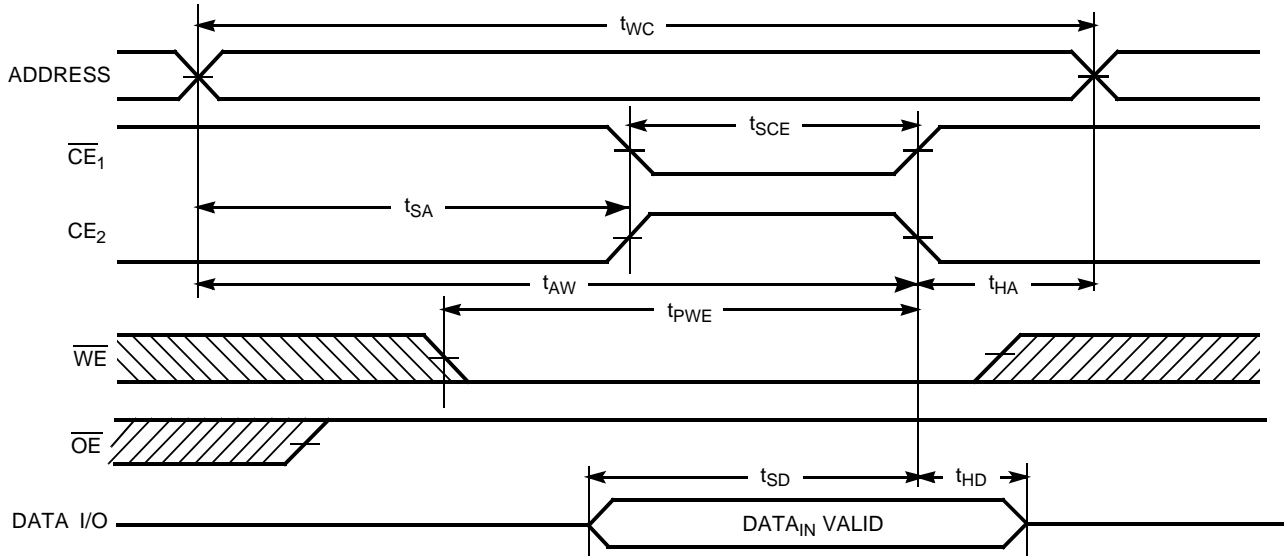 tWC
ADDRESS
tSCE
CE1
tSA
CE2
tAW
tHA
tPWE
WE
OE
tSD
tHD
DATA I/O
DATAIN VALID